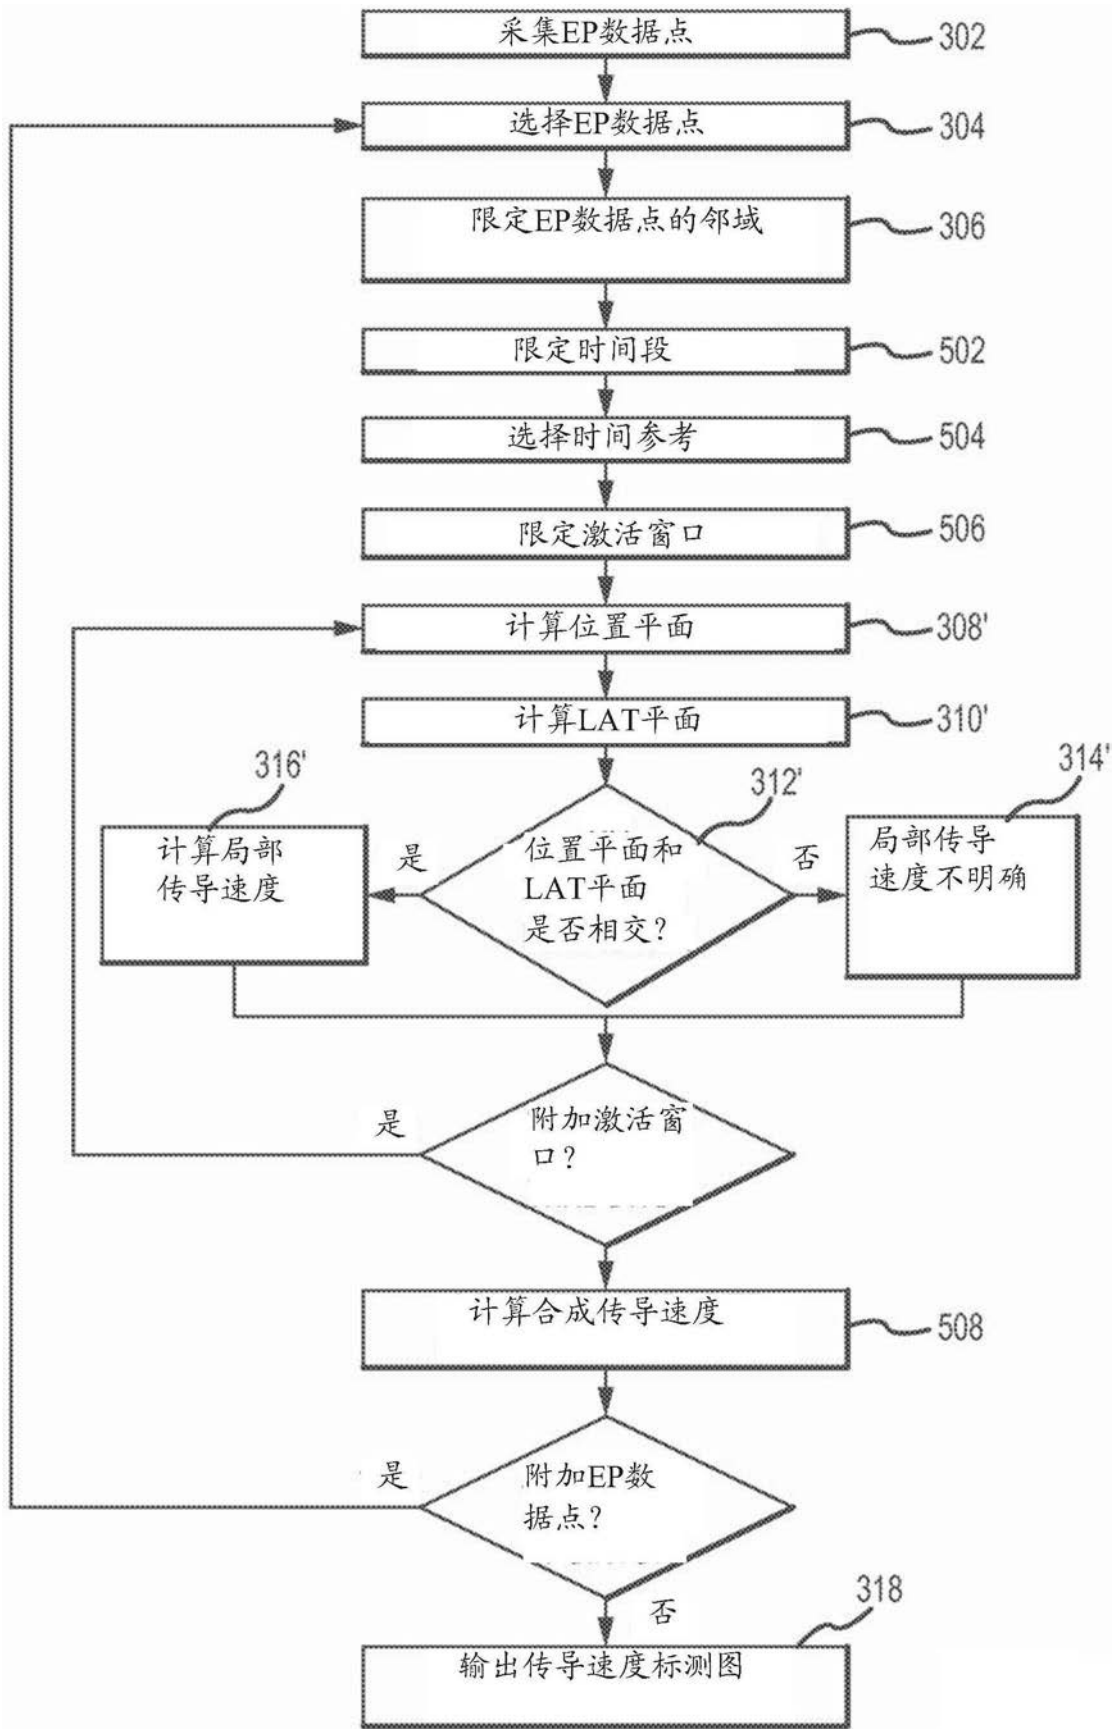 采集EP数据点
302
选择EP数据点
304
限定EP数据点的邻域
306
限定时间段
502
选择时间参考
504
限定激活窗口
506
计算位置平面
308'
计算LAT平面
310'
316'
312'
314'
计算局部
传导速度
是
位置平面和
LAT平面
是否相交?
否
局部传导
速度不明确
是
附加激活窗
口?
计算合成传导速度
508
是
附加EP数
据点?
否
318
输出传导速度标测图